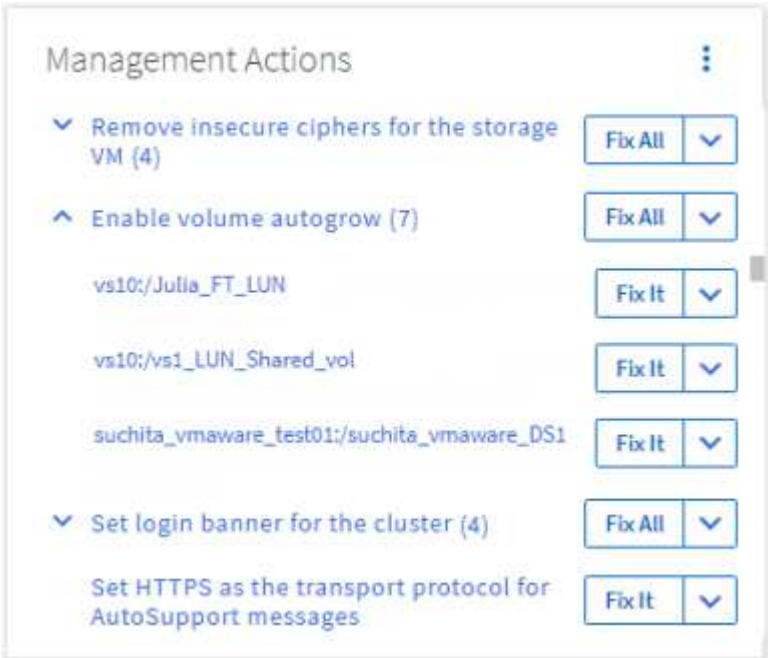 Management Actions
Remove insecure ciphers for the storage
VM (4)
Fix All
Enable volume autogrow (7)
Fix All
vs10:/Julia_FT_LUN
Fix It
vs10:/vs1_LUN_Shared_vol
Fix It
suchita_vmaware_test01:/suchita_vmaware_DS1
Fix It
Set login banner for the cluster (4)
Fix All
Set HTTPS as the transport protocol for
AutoSupport messages
Fix It